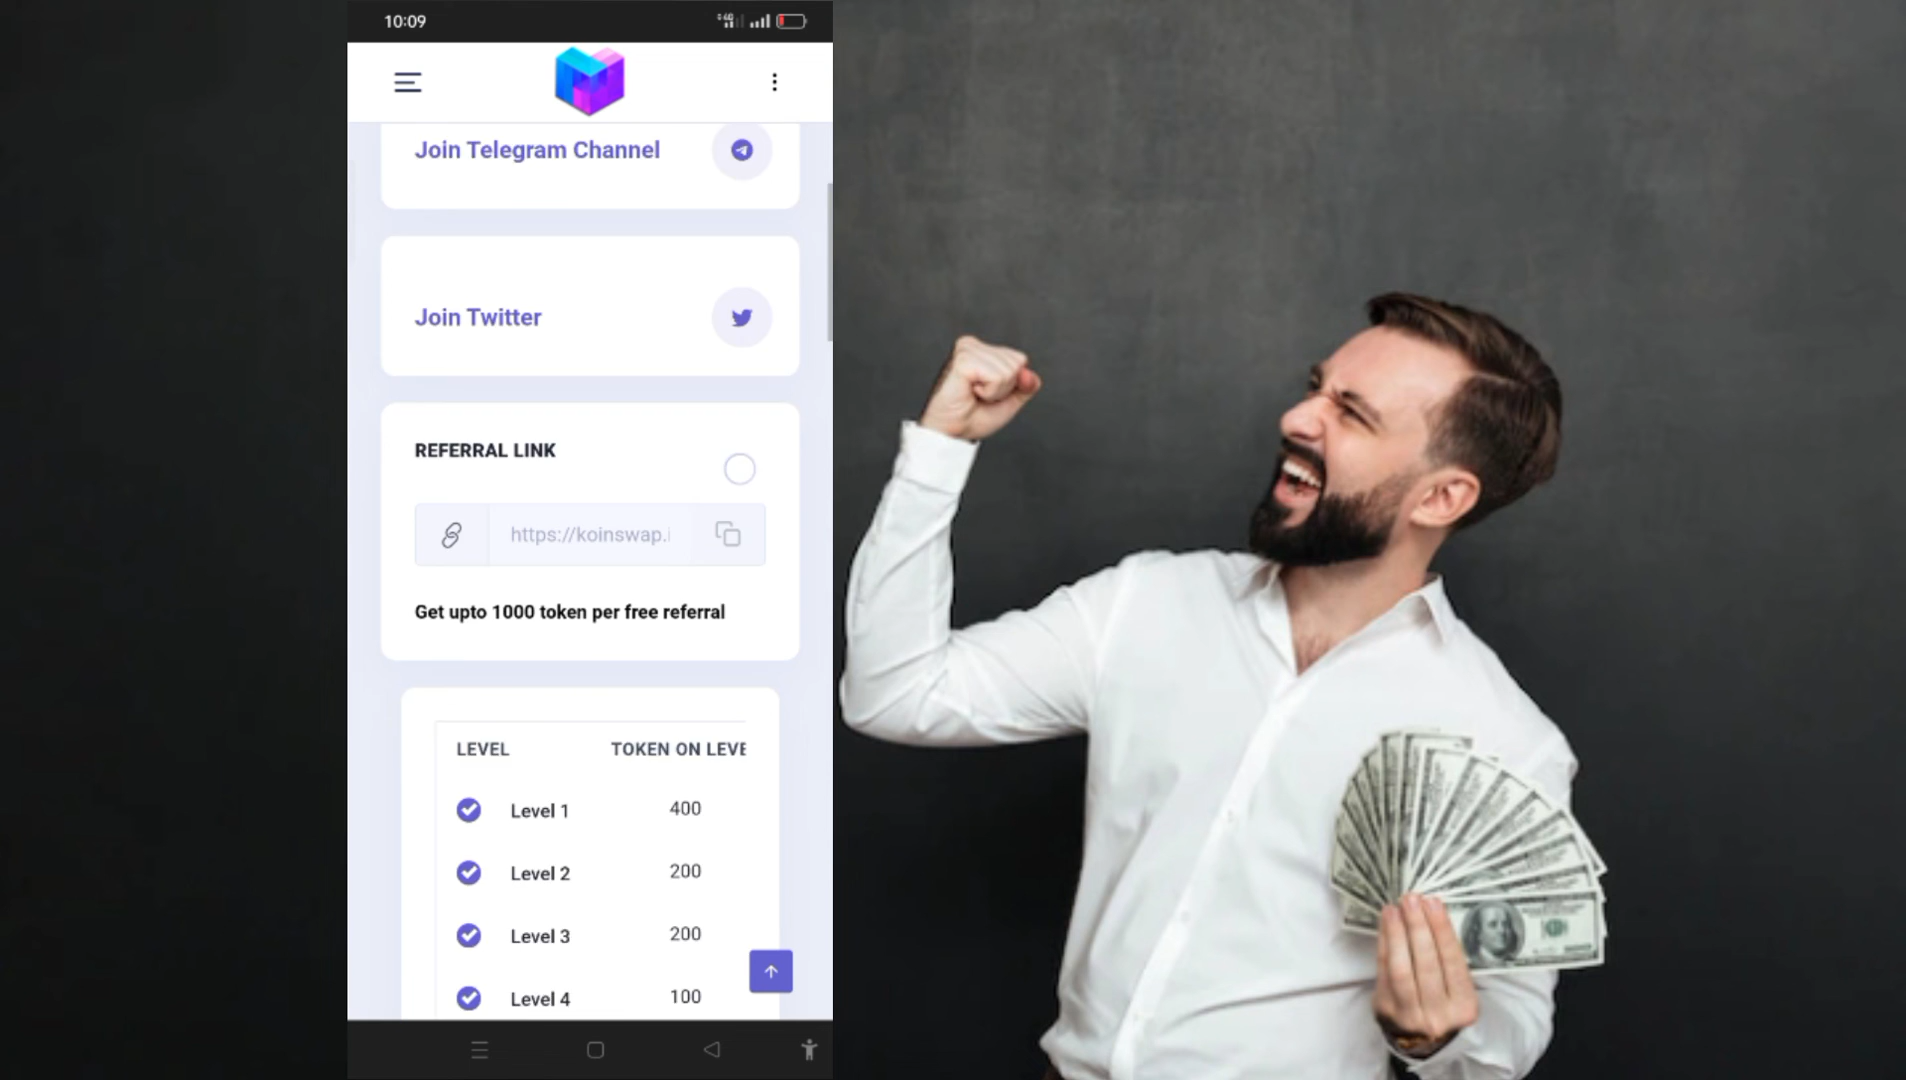 10:09
Join Telegram Channel
Join Twitter
REFERRAL LINK
https://koinswap.i
Get upto 1000 token per free referral
LEVEL TOKEN ON LEVE
Level 1 400
Level 2 200
Level 3 200
Level 4 100